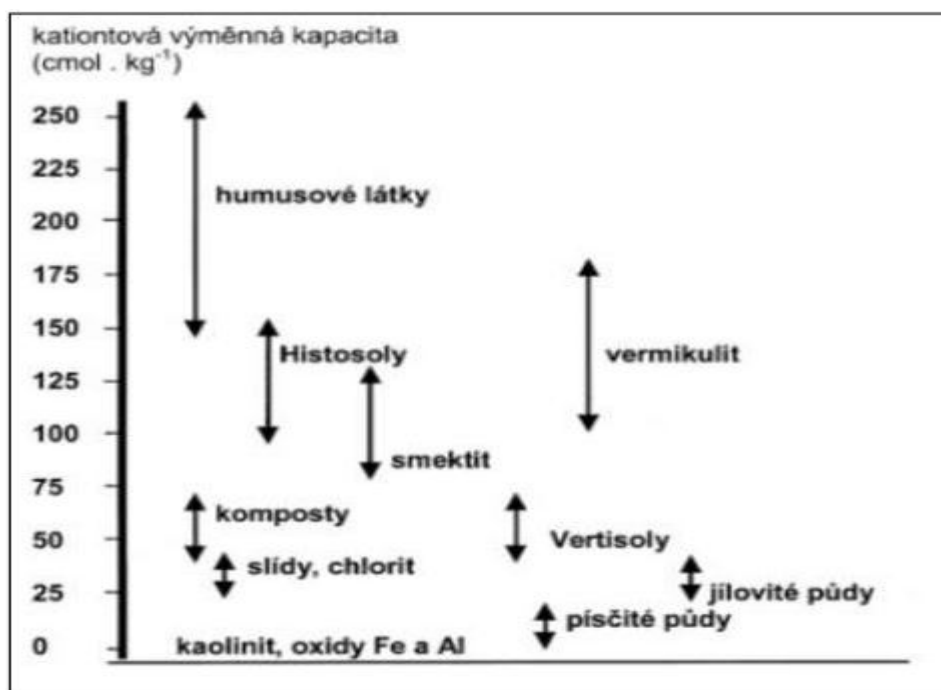 kationtová výměnná kapacita
(cmol . kg⁻¹)
250
225
humusové látky
200
175
150
Histosoly
vermikulit
125
100
smektit
75
komposty
50
Vertisoly
slídy, chlorit
25
jílovité půdy
písčité půdy
0
kaolinit, oxidy Fe a Al